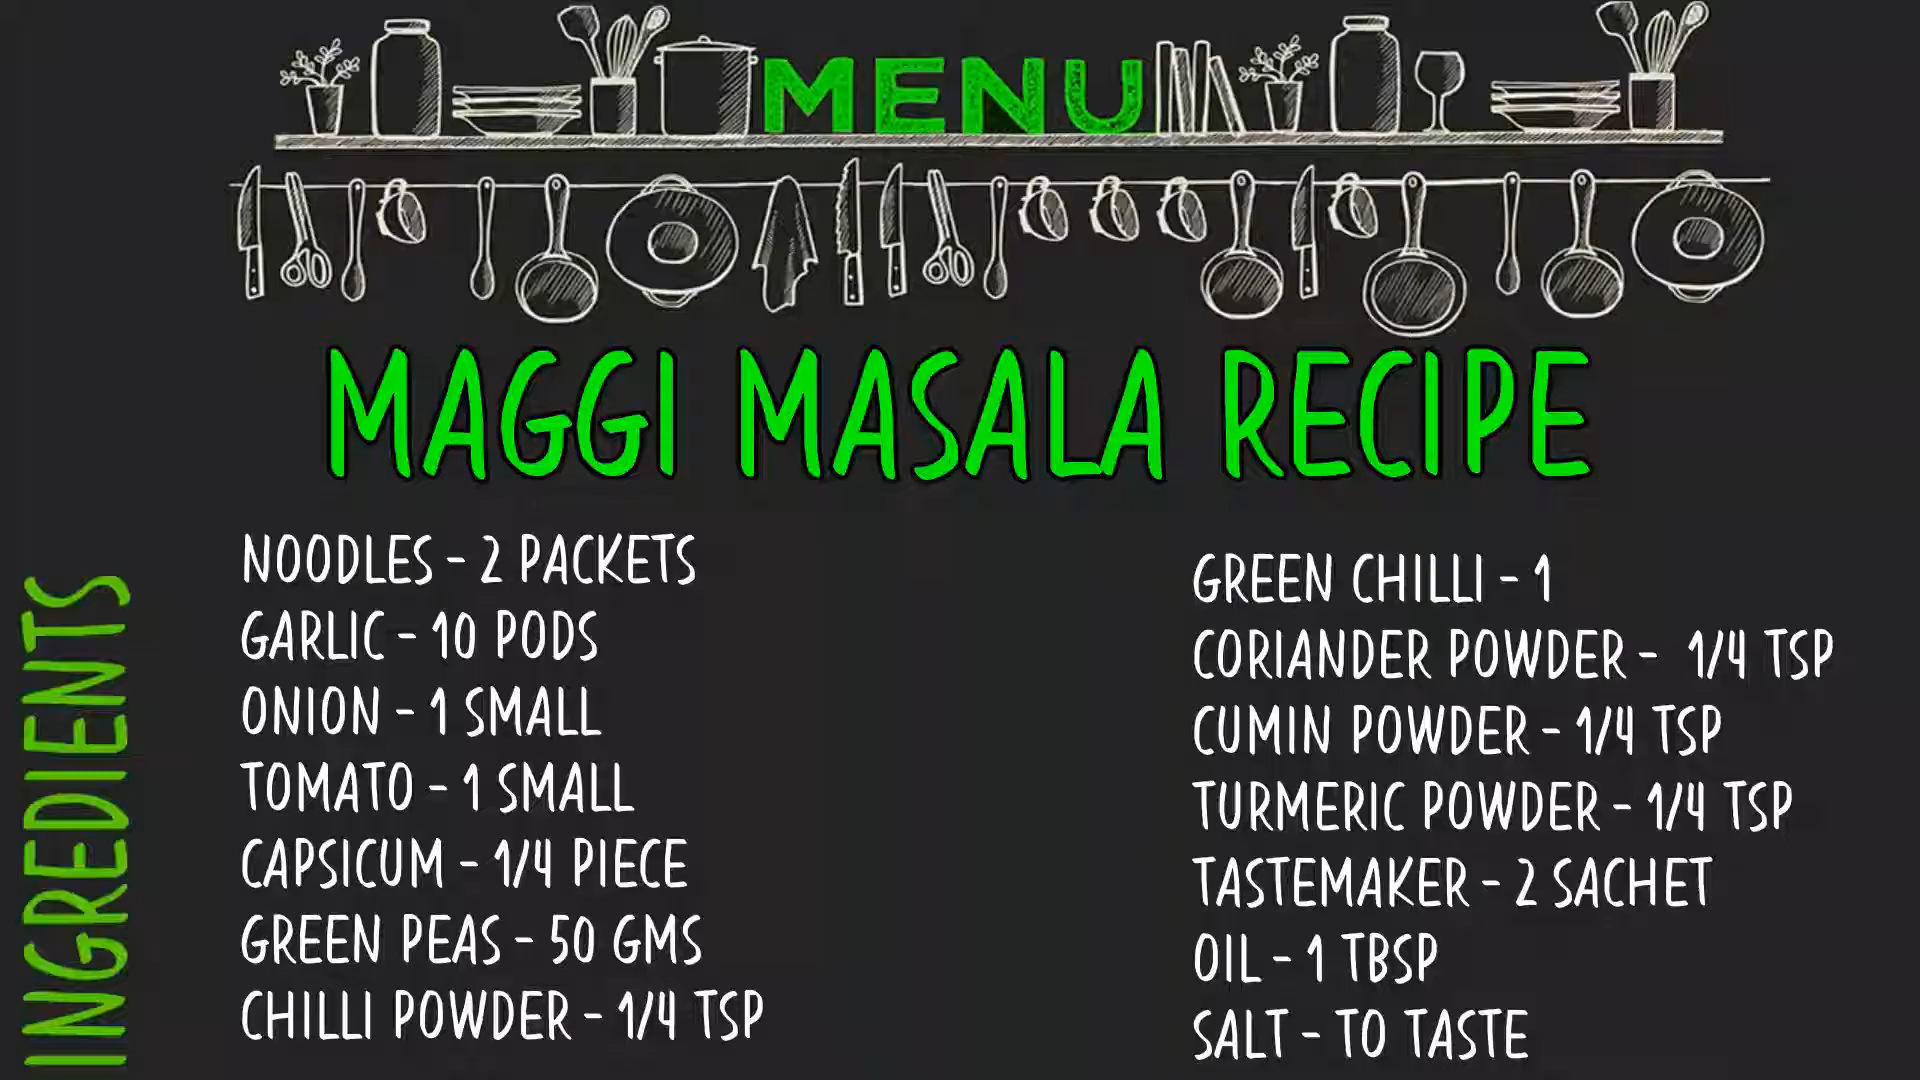 MENU
MAGGI MASALA RECIPE
INGREDIENTS
NOODLES - 2 PACKETS
GARLIC - 10 PODS
ONION - 1 SMALL
TOMATO - 1 SMALL
CAPSICUM - 1/4 PIECE
GREEN PEAS - 50 GMS
CHILLI POWDER - 1/4 TSP
GREEN CHILLI - 1
CORIANDER POWDER - 1/4 TSP
CUMIN POWDER - 1/4 TSP
TURMERIC POWDER - 1/4 TSP
TASTEMAKER - 2 SACHET
OIL - 1 TBSP
SALT - TO TASTE